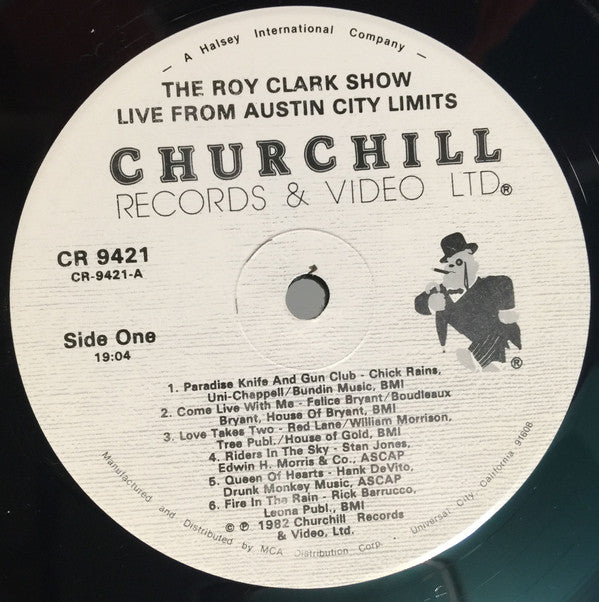 – A Halsey International Company –
THE ROY CLARK SHOW
LIVE FROM AUSTIN CITY LIMITS
CHURCHILL
RECORDS & VIDEO LTD.®
CR 9421
CR-9421-A
®
Side One
19:04
1. Paradise Knife And Gun Club - Chick Rains,
Uni-Chappell/Bundin Music, BMI
2. Come Live With Me - Felice Bryant/Boudleaux
Bryant, House Of Bryant, BMI
3. Love Takes Two - Red Lane/William Morrison,
Tree Publ./House of Gold, BMI
4. Riders In The Sky - Stan Jones,
Edwin H. Morris & Co., ASCAP
5. Queen Of Hearts - Hank DeVito,
Drunk Monkey Music, ASCAP
6. Fire In The Rain - Rick Barrucco,
Leona Publ., BMI
© ℗ 1982 Churchill Records
& Video, Ltd.
Manufactured and Distributed by MCA Distribution Corp. Universal City, California 91608